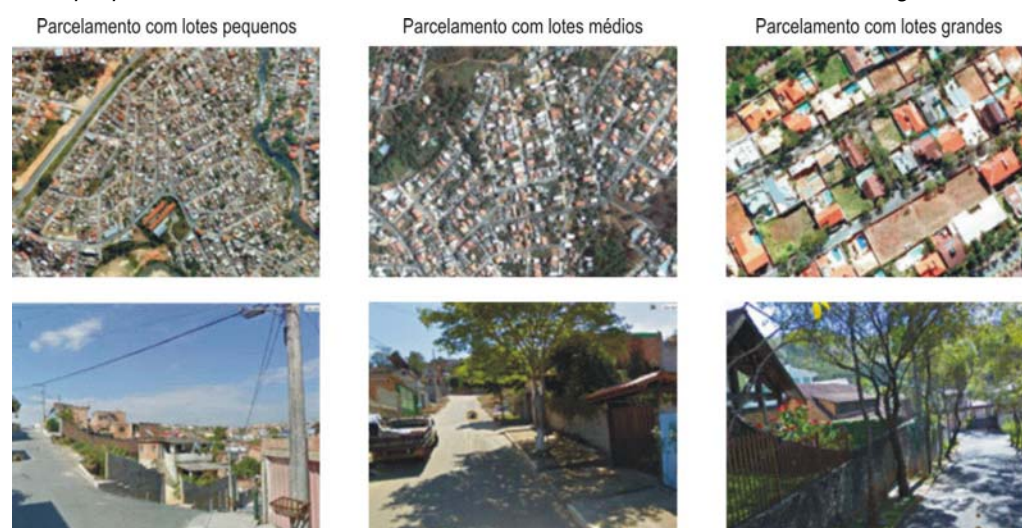 Parcelamento com lotes pequenos
Parcelamento com lotes médios
Parcelamento com lotes grandes